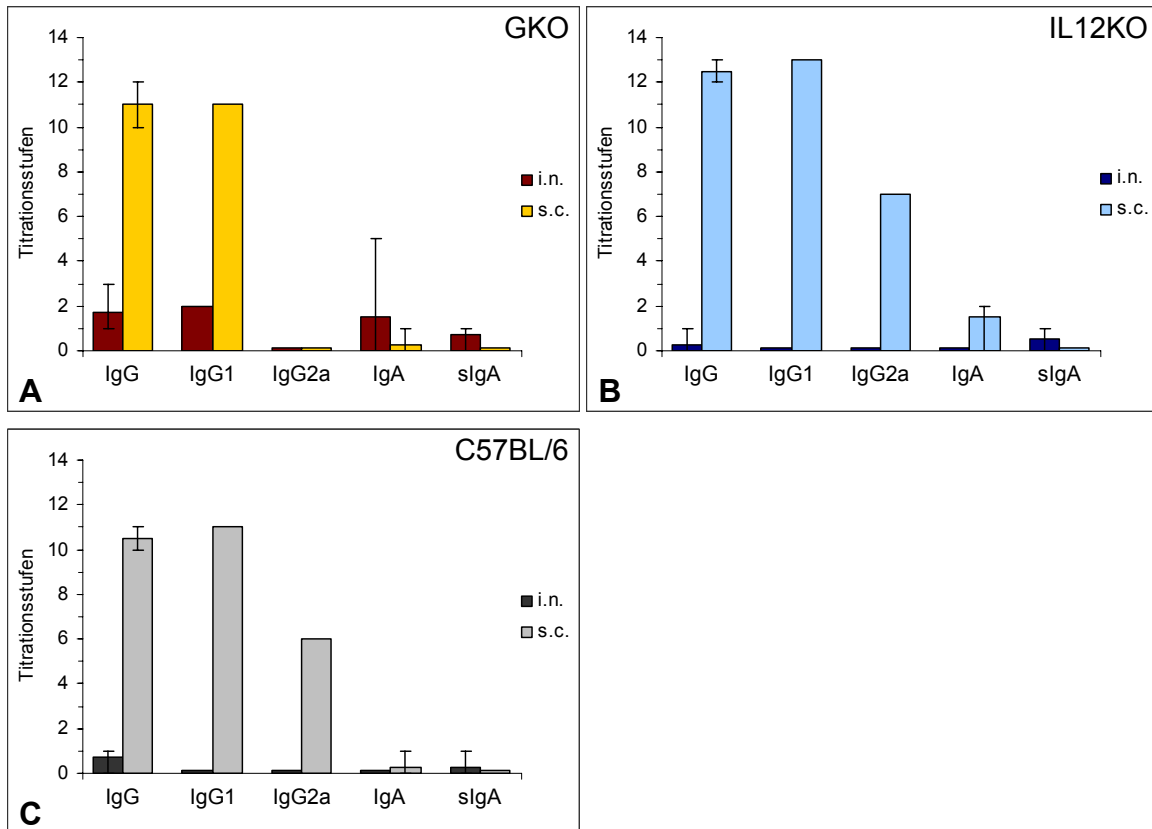 GKO
Titrationsstufen
14
12
10
8
6
4
2
0
IgG IgG1 IgG2a IgA sIgA
i.n.
s.c.
A
IL12KO
Titrationsstufen
14
12
10
8
6
4
2
0
IgG IgG1 IgG2a IgA sIgA
i.n.
s.c.
B
C57BL/6
Titrationsstufen
14
12
10
8
6
4
2
0
IgG IgG1 IgG2a IgA sIgA
i.n.
s.c.
C